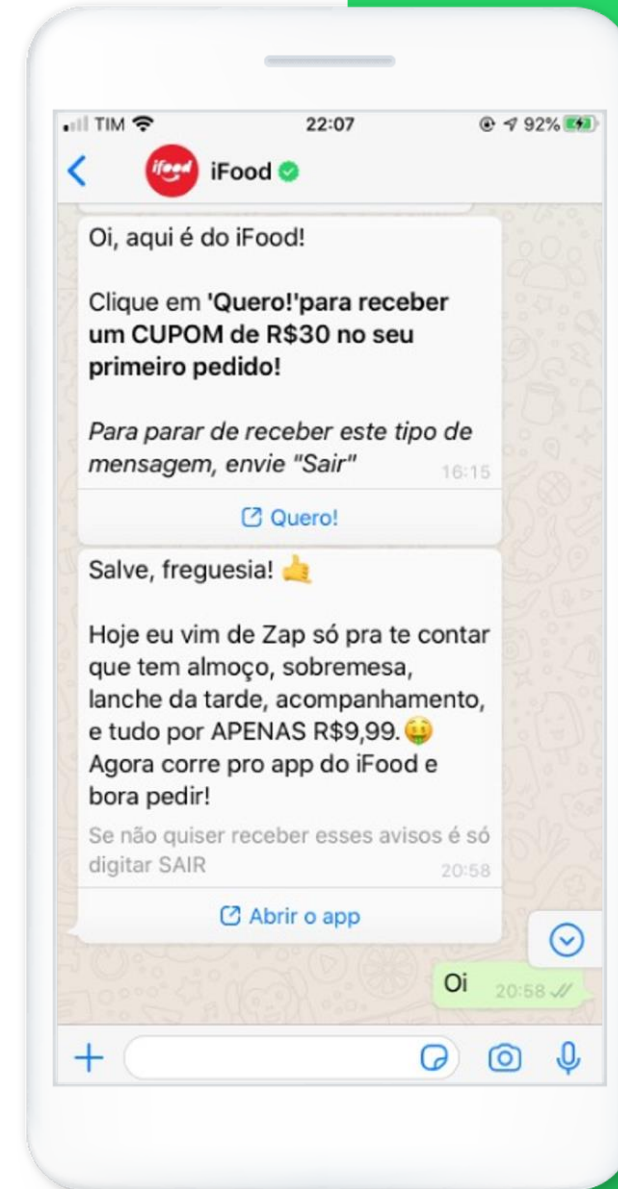 TIM 22:07 92%
ifood iFood
Oi, aqui é do iFood!
Clique em 'Quero!'para receber
um CUPOM de R$30 no seu
primeiro pedido!
Para parar de receber este tipo de
mensagem, envie "Sair" 16:15
Quero!
Salve, freguesia! 🤙
Hoje eu vim de Zap só pra te contar
que tem almoço, sobremesa,
lanche da tarde, acompanhamento,
e tudo por APENAS R$9,99.🤑
Agora corre pro app do iFood e
bora pedir!
Se não quiser receber esses avisos é só
digitar SAIR 20:58
Abrir o app
Oi 20:58